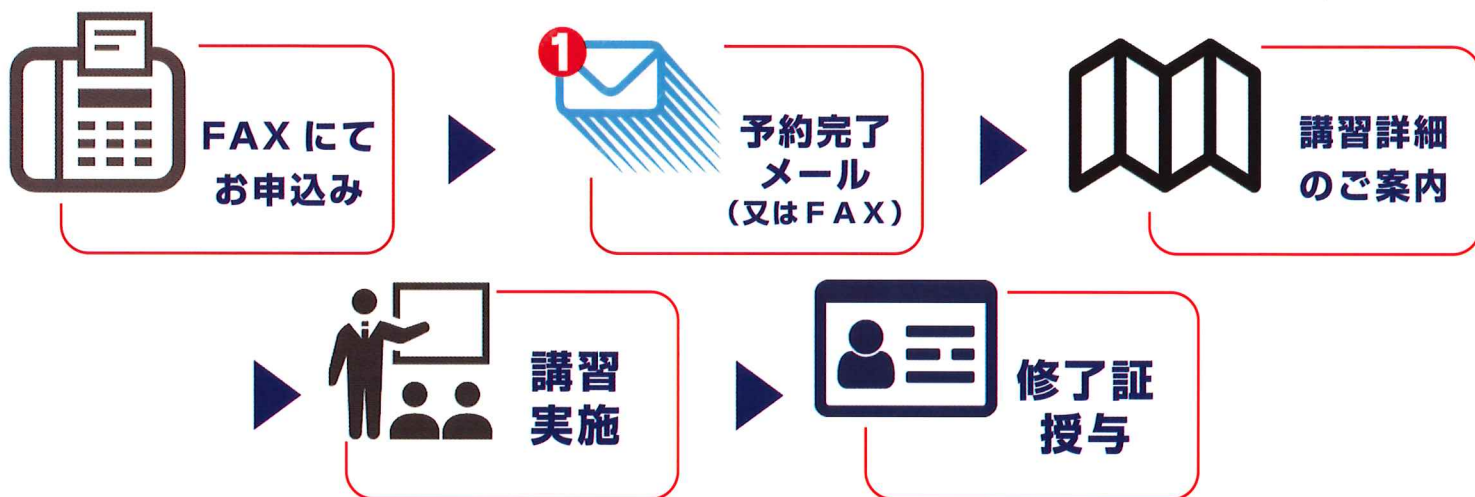 FAXにて
お申込み
1
予約完了
メール
(又はFAX)
講習詳細
のご案内
講習
実施
修了証
授与